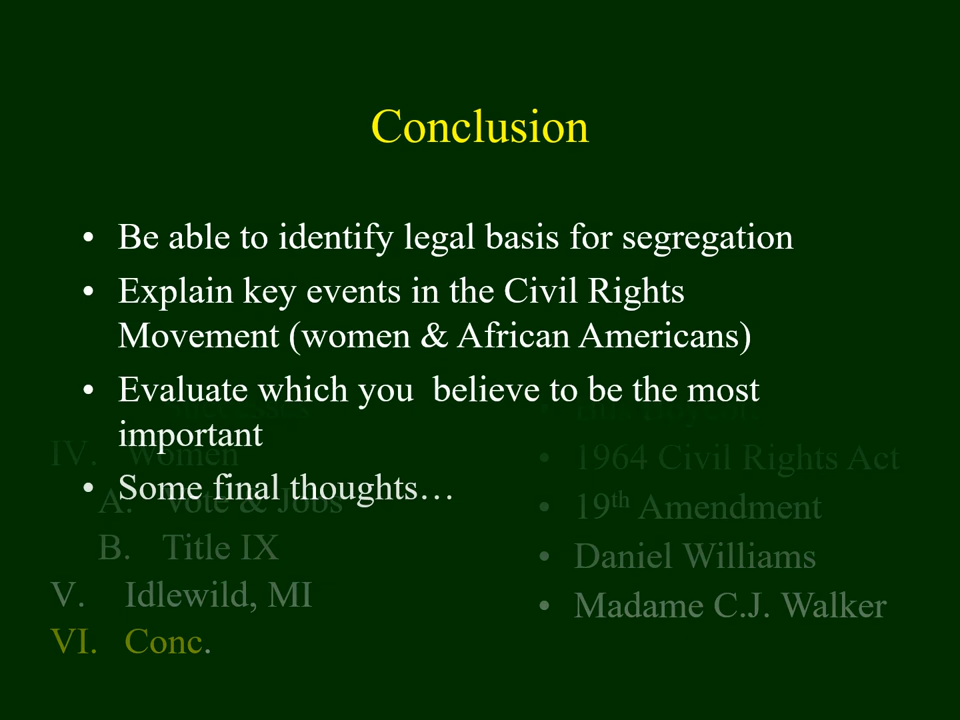 Conclusion
• Be able to identify legal basis for segregation
• Explain key events in the Civil Rights
Movement (women & African Americans)
• Evaluate which you  believe to be the most
important
• Some final thoughts…
IV. Women
A. Vote & Jobs
B. Title IX
V. Idlewild, MI
VI. Conc.
• 1964 Civil Rights Act
• 19th Amendment
• Daniel Williams
• Madame C.J. Walker